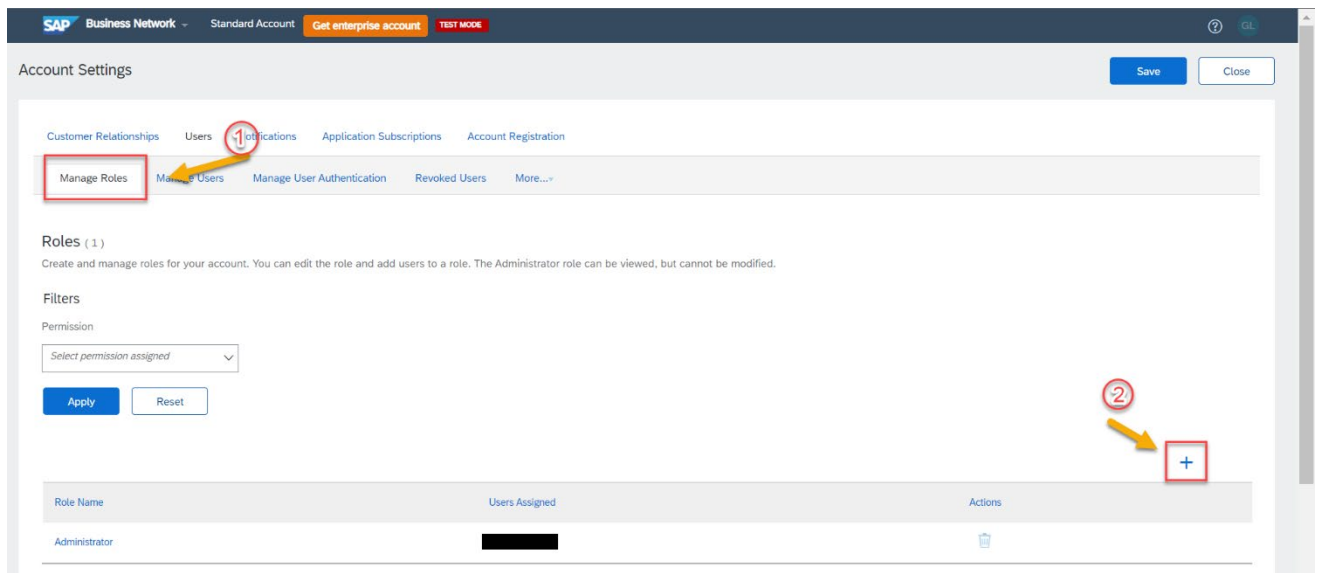 SAP Business Network Standard Account Get enterprise account TEST MODE ? GL
Account Settings Save Close
Customer Relationships Users Notifications Application Subscriptions Account Registration
1
Manage Roles Manage Users Manage User Authentication Revoked Users More...
Roles (1)
Create and manage roles for your account. You can edit the role and add users to a role. The Administrator role can be viewed, but cannot be modified.
Filters
Permission
Select permission assigned
Apply Reset
2
+
Role Name Users Assigned Actions
Administrator